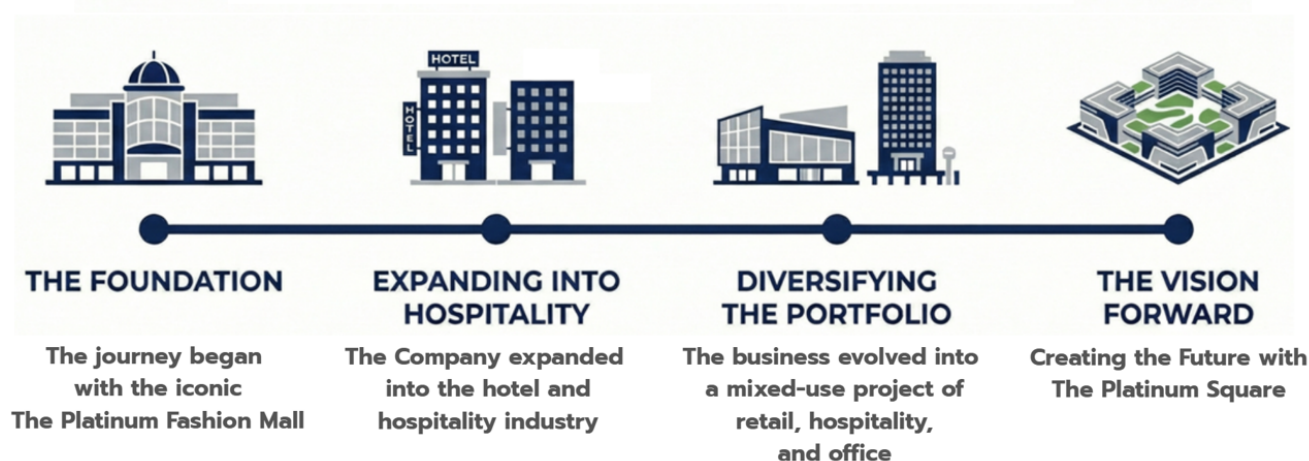 HOTEL
HOTEL
THE FOUNDATION
The journey began
with the iconic
The Platinum Fashion Mall
EXPANDING INTO
HOSPITALITY
The Company expanded
into the hotel and
hospitality industry
DIVERSIFYING
THE PORTFOLIO
The business evolved into
a mixed-use project of
retail, hospitality,
and office
THE VISION
FORWARD
Creating the Future with
The Platinum Square